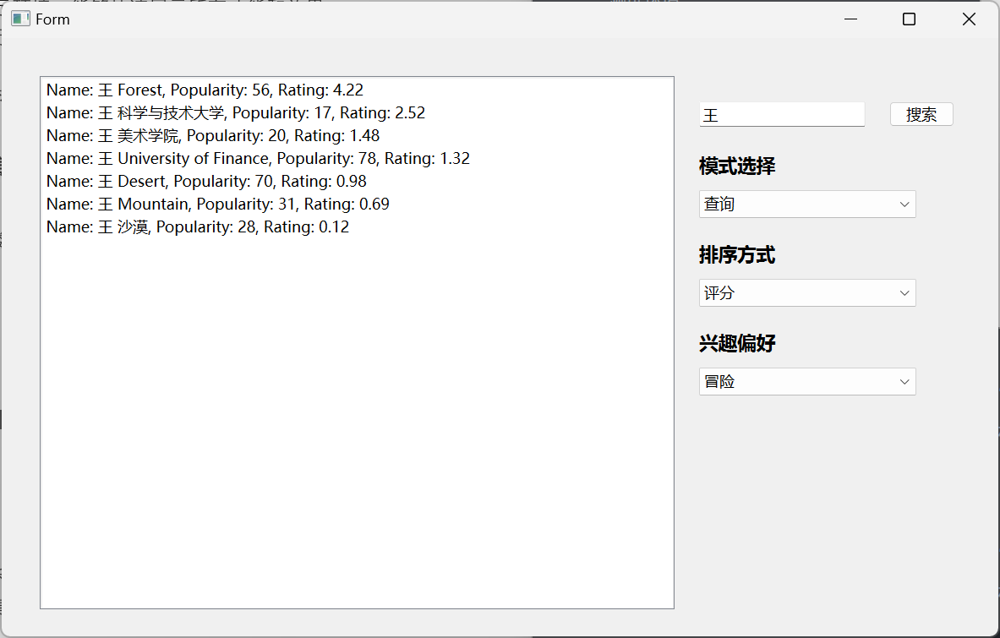 Form
Name: 王 Forest, Popularity: 56, Rating: 4.22
Name: 王 科学与技术大学, Popularity: 17, Rating: 2.52
Name: 王 美术学院, Popularity: 20, Rating: 1.48
Name: 王 University of Finance, Popularity: 78, Rating: 1.32
Name: 王 Desert, Popularity: 70, Rating: 0.98
Name: 王 Mountain, Popularity: 31, Rating: 0.69
Name: 王 沙漠, Popularity: 28, Rating: 0.12
王 搜索
模式选择
查询
排序方式
评分
兴趣偏好
冒险